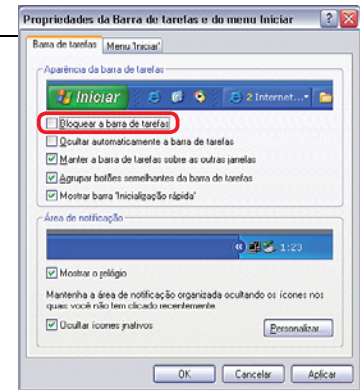 Propriedades da Barra de tarefas e do menu Iniciar
Barra de tarefas Menu 'Iniciar'
Aparência da barra de tarefas
Iniciar 2 Internet...
Bloquear a barra de tarefas
Ocultar automaticamente a barra de tarefas
Manter a barra de tarefas sobre as outras janelas
Agrupar botões semelhantes da barra de tarefas
Mostrar barra 'Inicialização rápida'
Área de notificação
1:23
Mostrar o relógio
Mantenha a área de notificação organizada ocultando os ícones nos
quais você não tem clicado recentemente.
Ocultar ícones inativos Personalizar...
OK Cancelar Aplicar